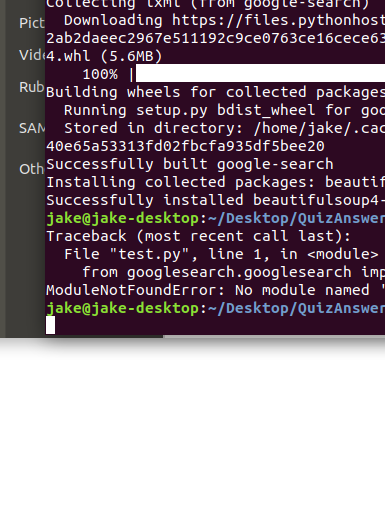 Collecting lxml (from google-search)
Pict
Downloading https://files.pythonhost
2ab2daeec2967e511192c9ce0763ce16cece63
Vide
4.whl (5.6MB)
100% |
Rub
Building wheels for collected packages
Running setup.py bdist_wheel for goo
SAM
Stored in directory: /home/jake/.cac
40e65a53313fd02fbcfa935df5bee20
Oth
Successfully built google-search
Installing collected packages: beautif
Successfully installed beautifulsoup4-
jake@jake-desktop:~/Desktop/QuizAnswer
Traceback (most recent call last):
File "test.py", line 1, in <module>
from googlesearch.googlesearch imp
ModuleNotFoundError: No module named '
jake@jake-desktop:~/Desktop/QuizAnswer